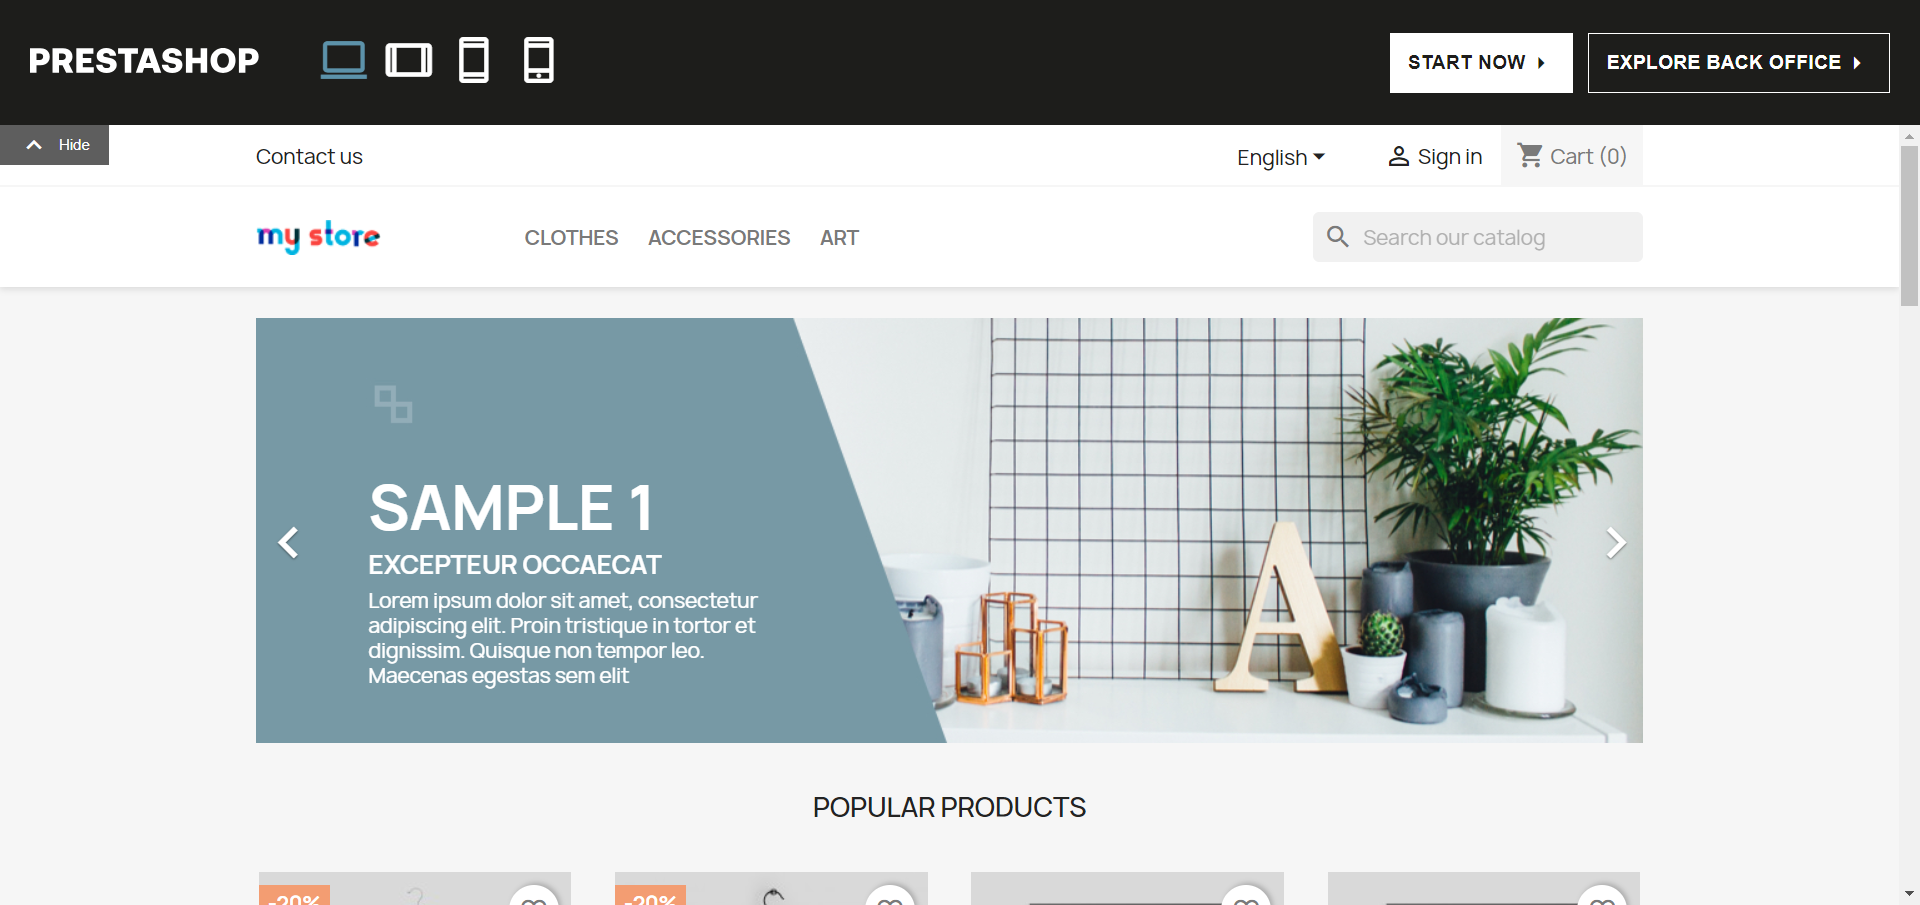 PRESTASHOP
START NOW
EXPLORE BACK OFFICE
Hide
Contact us
English
Sign in
Cart (0)
my store
CLOTHES
ACCESSORIES
ART
Search our catalog
SAMPLE 1
EXCEPTEUR OCCAECAT
Lorem ipsum dolor sit amet, consectetur
adipiscing elit. Proin tristique in tortor et
dignissim. Quisque non tempor leo.
Maecenas egestas sem elit
A
POPULAR PRODUCTS
-20%
-20%